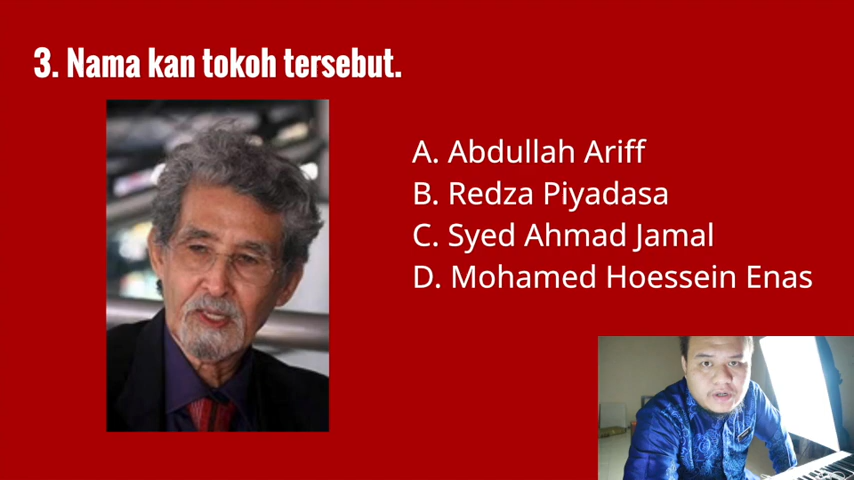 3. Nama kan tokoh tersebut.
A. Abdullah Ariff
B. Redza Piyadasa
C. Syed Ahmad Jamal
D. Mohamed Hoessein Enas